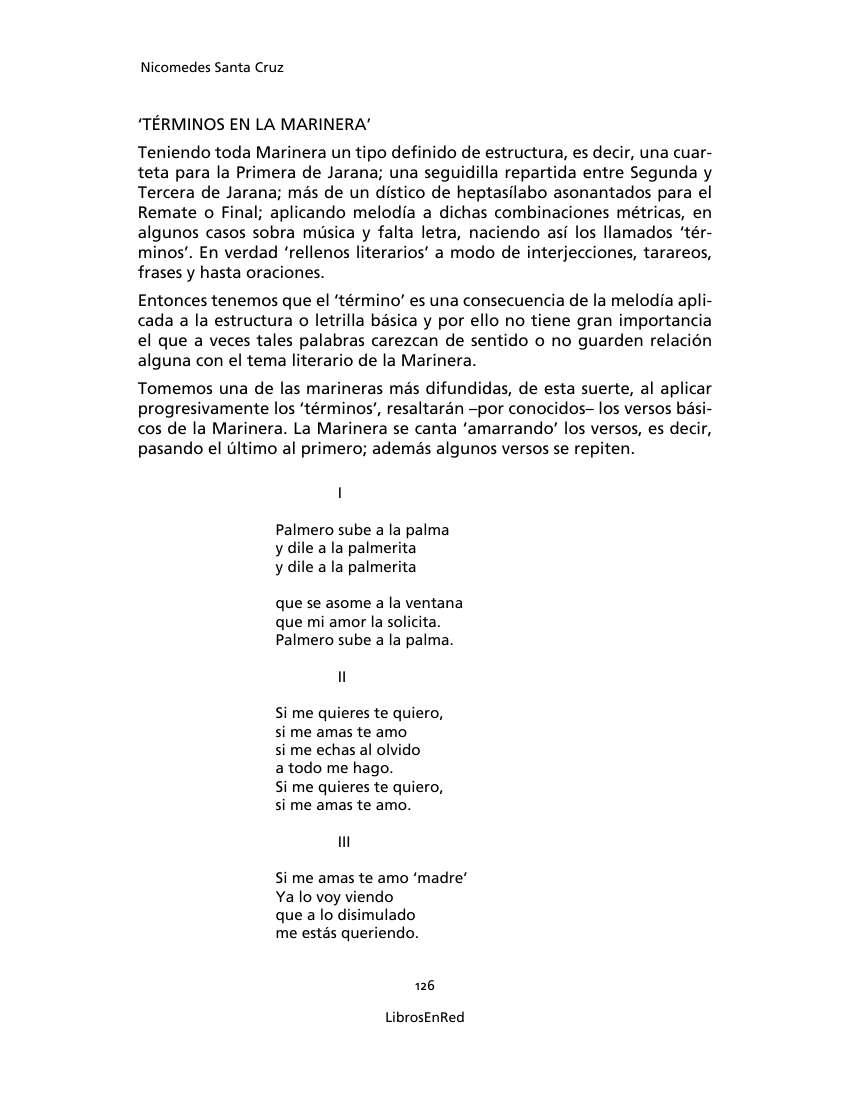 Nicomedes Santa Cruz
‘TÉRMINOS EN LA MARINERA’
Teniendo toda Marinera un tipo definido de estructura, es decir, una cuar-
teta para la Primera de Jarana; una seguidilla repartida entre Segunda y
Tercera de Jarana; más de un dístico de heptasílabo asonantados para el
Remate o Final; aplicando melodía a dichas combinaciones métricas, en
algunos casos sobra música y falta letra, naciendo así los llamados ‘tér-
minos’. En verdad ‘rellenos literarios’ a modo de interjecciones, tarareos,
frases y hasta oraciones.
Entonces tenemos que el ‘término’ es una consecuencia de la melodía apli-
cada a la estructura o letrilla básica y por ello no tiene gran importancia
el que a veces tales palabras carezcan de sentido o no guarden relación
alguna con el tema literario de la Marinera.
Tomemos una de las marineras más difundidas, de esta suerte, al aplicar
progresivamente los ‘términos’, resaltarán –por conocidos– los versos bási-
cos de la Marinera. La Marinera se canta ‘amarrando’ los versos, es decir,
pasando el último al primero; además algunos versos se repiten.
I
Palmero sube a la palma
y dile a la palmerita
y dile a la palmerita
que se asome a la ventana
que mi amor la solicita.
Palmero sube a la palma.
II
Si me quieres te quiero,
si me amas te amo
si me echas al olvido
a todo me hago.
Si me quieres te quiero,
si me amas te amo.
III
Si me amas te amo ‘madre’
Ya lo voy viendo
que a lo disimulado
me estás queriendo.
126
LibrosEnRed